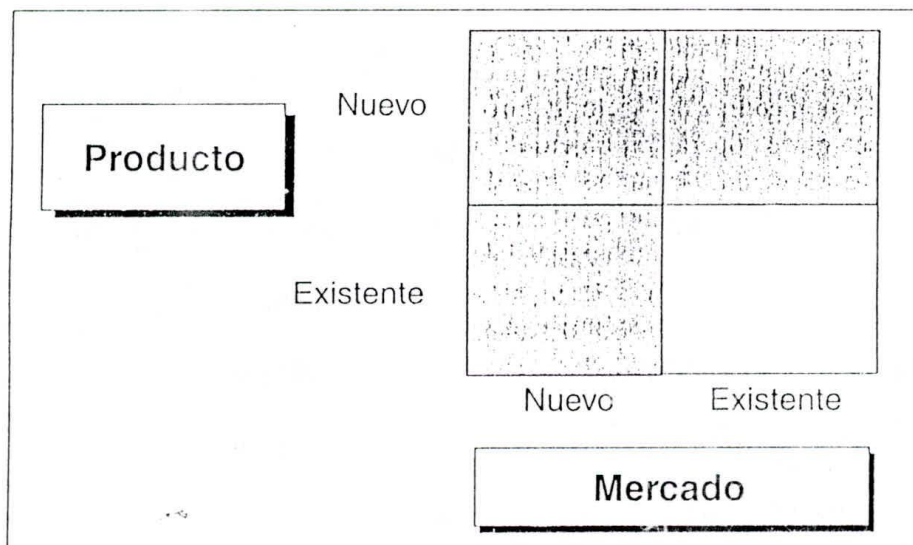 Nuevo
Producto
Existente
Nuevo Existente
Mercado